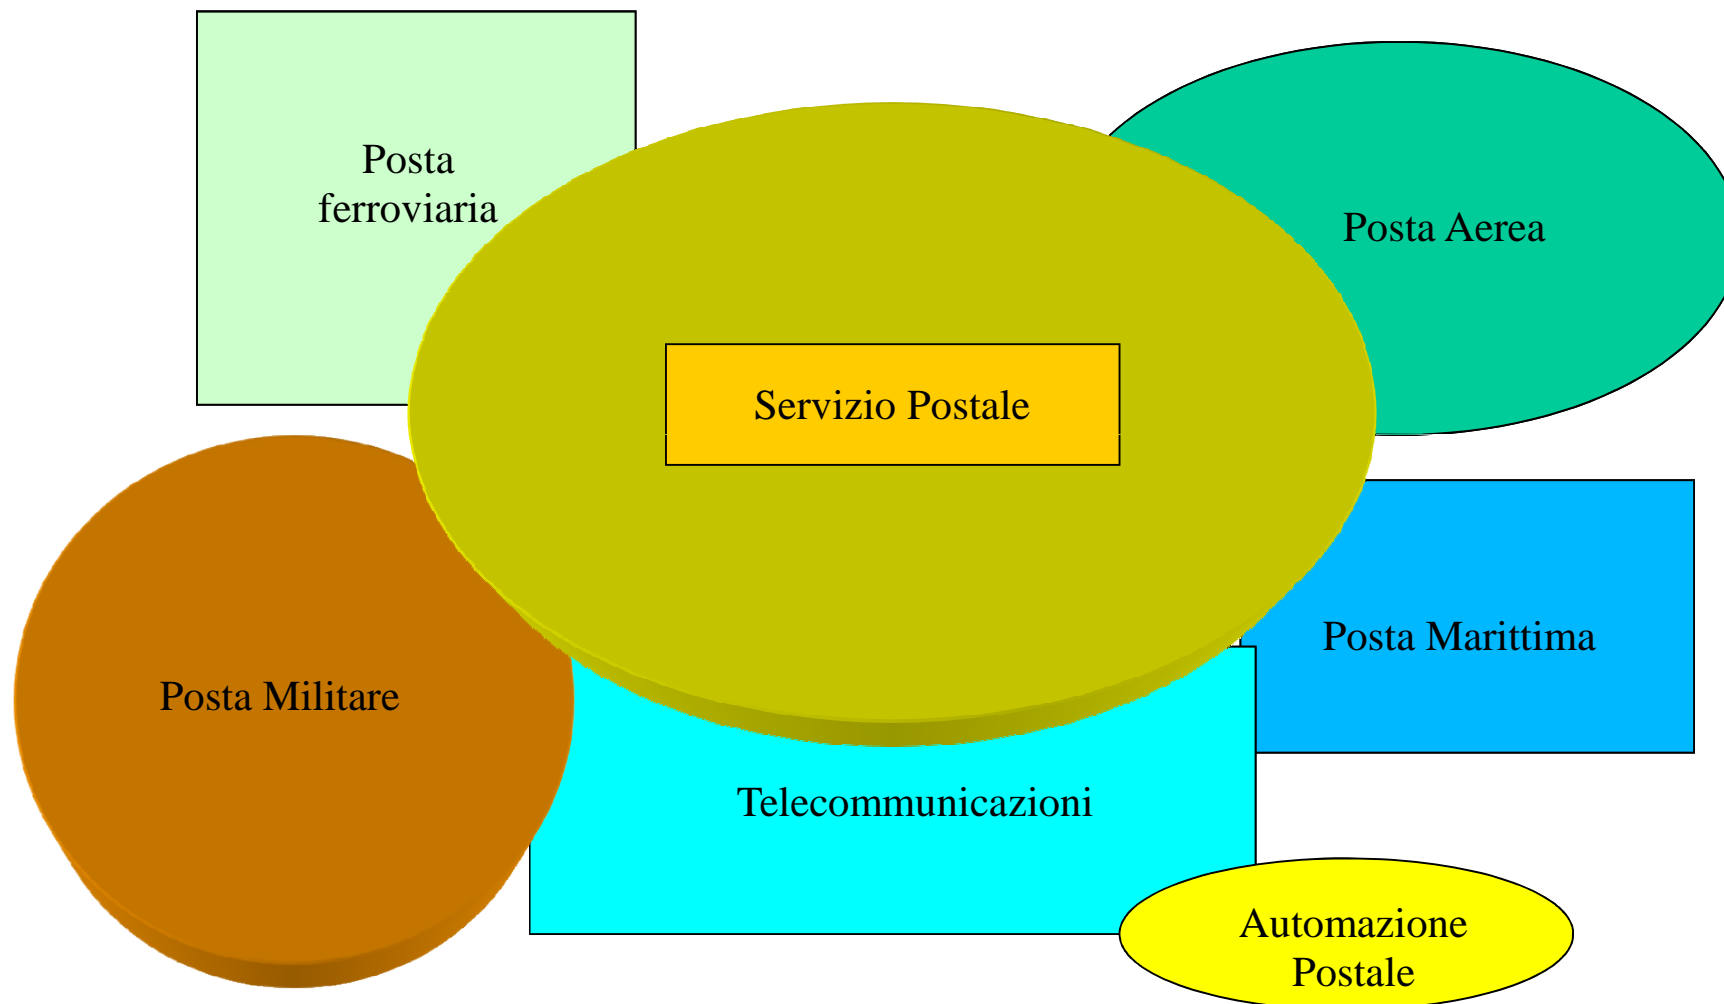 Posta
ferroviaria
Posta Aerea
Servizio Postale
Posta Marittima
Posta Militare
Telecommunicazioni
Automazione
Postale